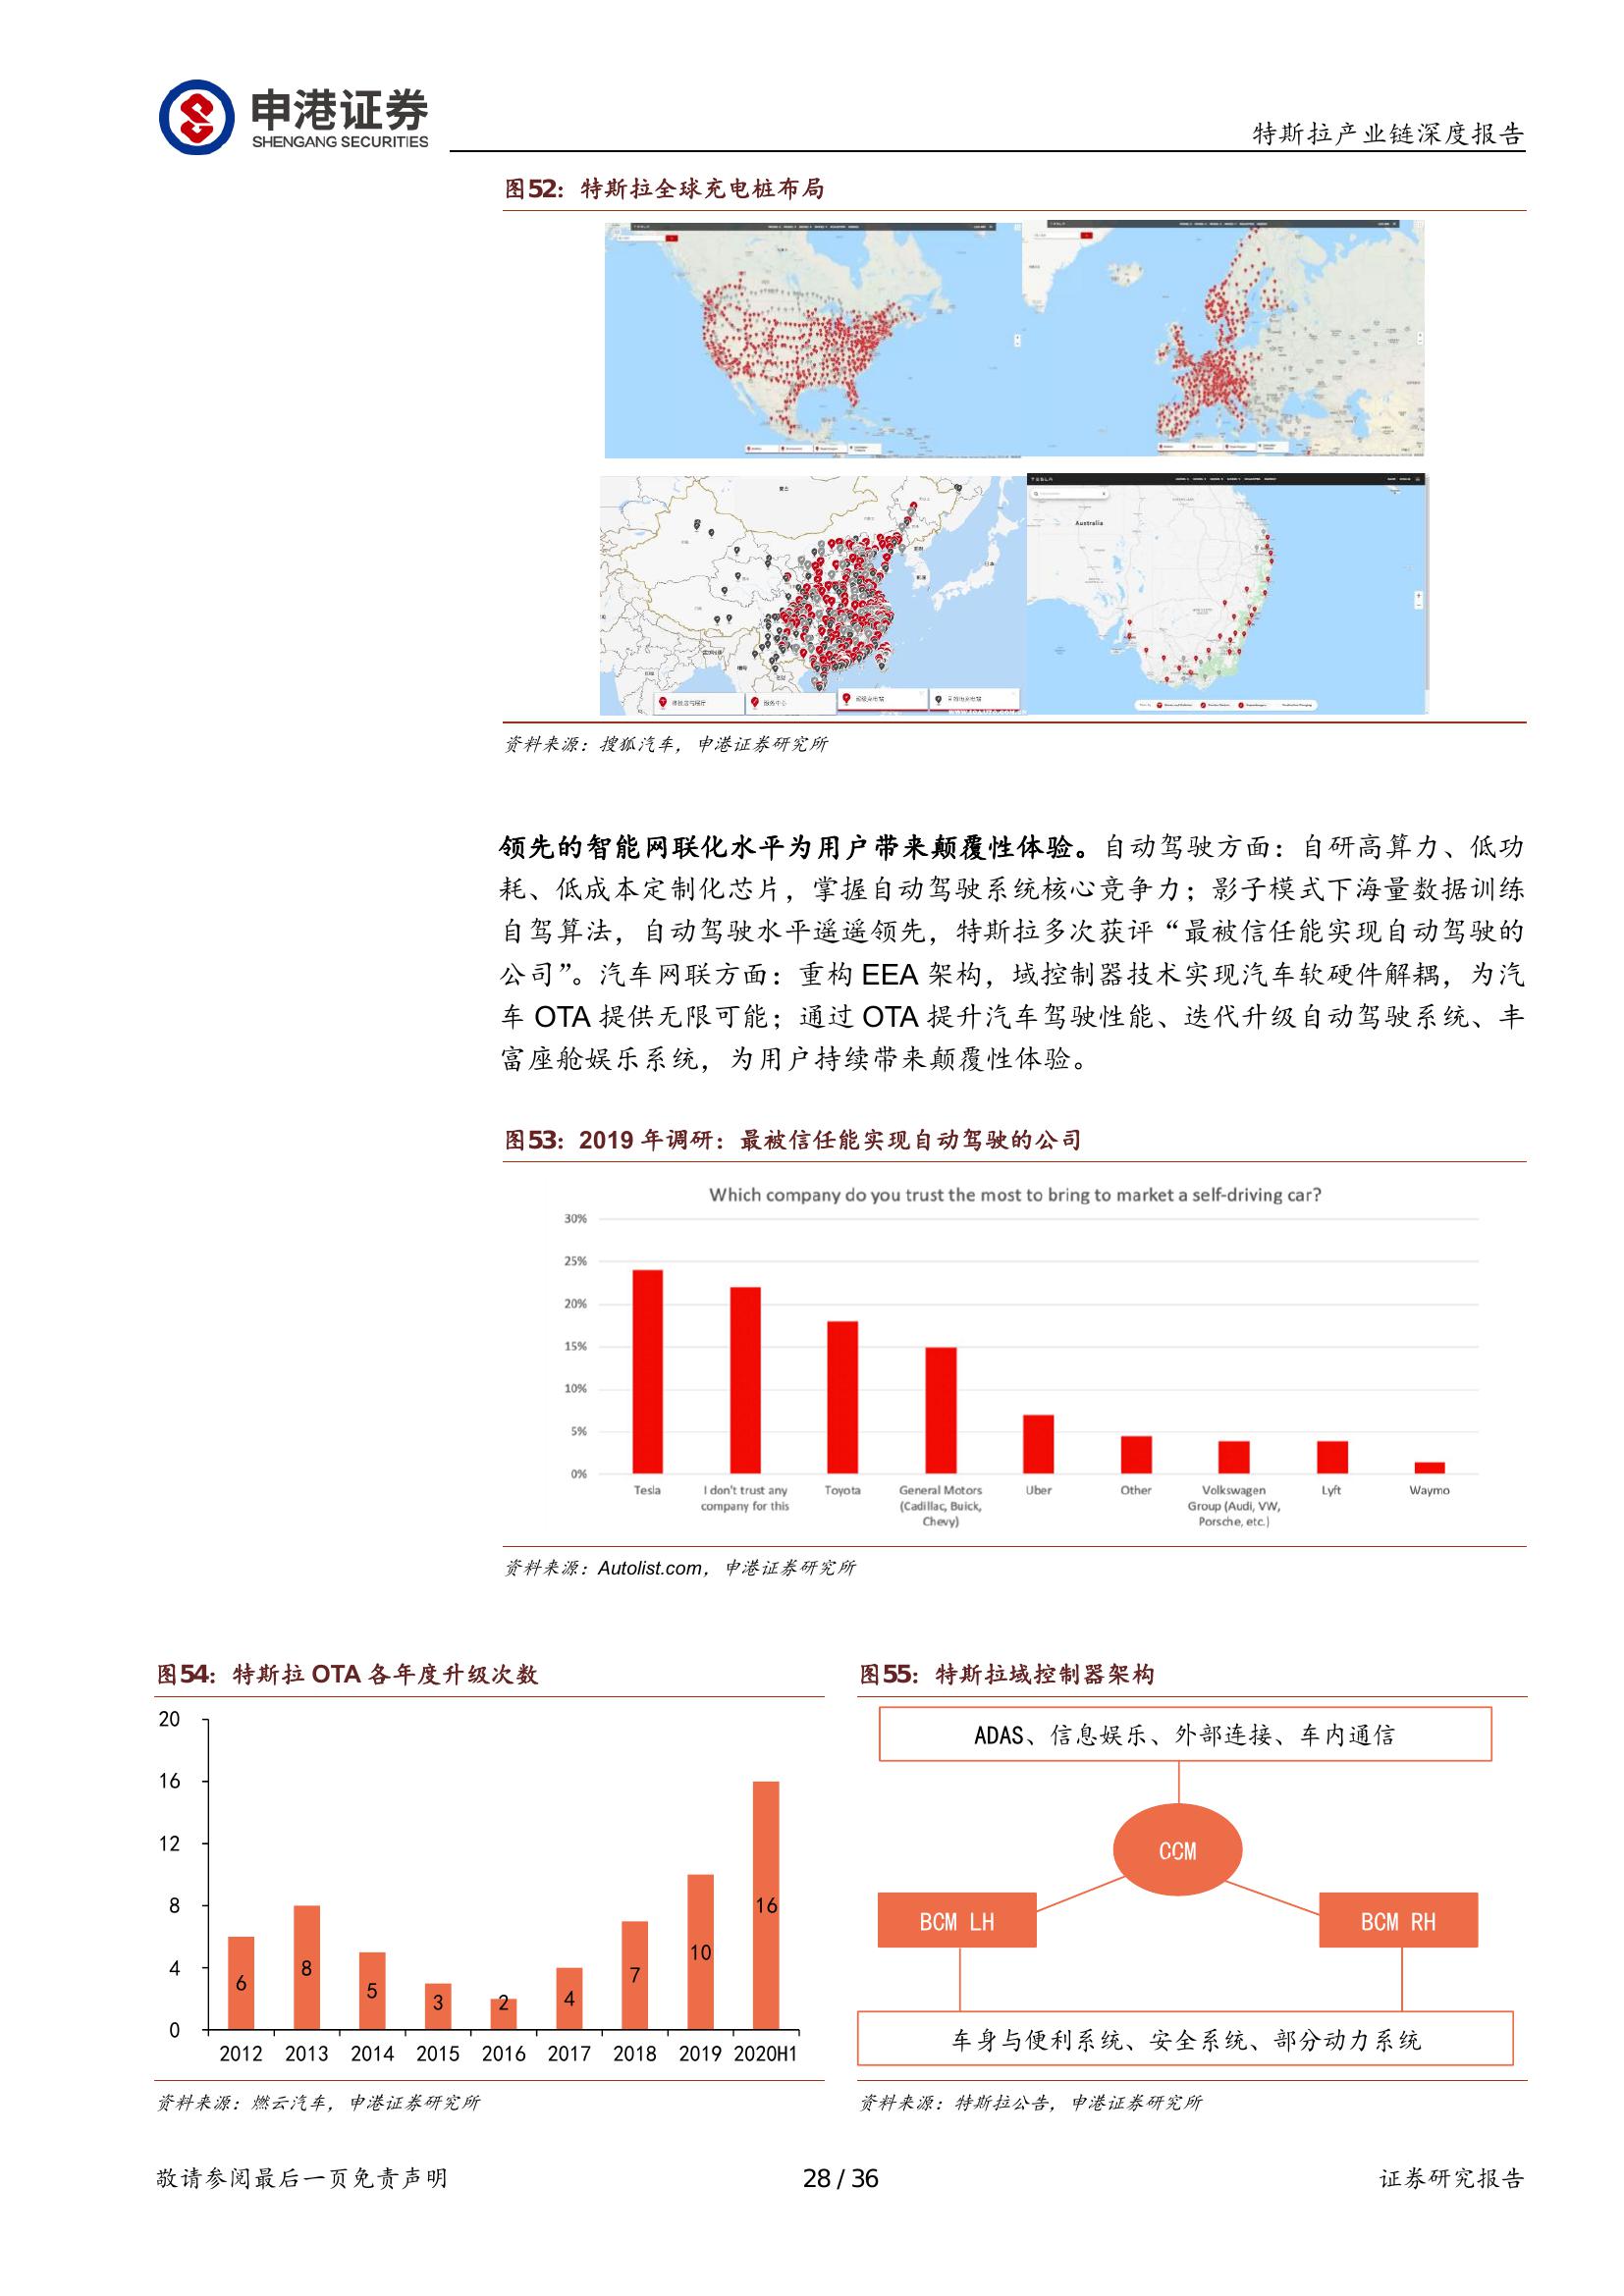 申港证券
SHENGANG SECURITIES
特斯拉产业链深度报告
图52：特斯拉全球充电桩布局
TESLA
Australia
服务中心
超级充电站
资料来源：搜狐汽车，申港证券研究所
领先的智能网联化水平为用户带来颠覆性体验。自动驾驶方面：自研高算力、低功
耗、低成本定制化芯片，掌握自动驾驶系统核心竞争力；影子模式下海量数据训练
自驾算法，自动驾驶水平遥遥领先，特斯拉多次获评“最被信任能实现自动驾驶的
公司”。汽车网联方面：重构 EEA 架构，域控制器技术实现汽车软硬件解耦，为汽
车 OTA 提供无限可能；通过 OTA 提升汽车驾驶性能、迭代升级自动驾驶系统、丰
富座舱娱乐系统，为用户持续带来颠覆性体验。
图53：2019 年调研：最被信任能实现自动驾驶的公司
Which company do you trust the most to bring to market a self-driving car?
30%
25%
20%
15%
10%
5%
0%
Tesla
I don't trust any
company for this
Toyota
General Motors
(Cadillac, Buick,
Chevy)
Uber
Other
Volkswagen
Group (Audi, VW,
Porsche, etc.)
Lyft
Waymo
资料来源：Autolist.com，申港证券研究所
图54：特斯拉 OTA 各年度升级次数
20
16
12
8
4
0
6
8
5
3
2
4
7
10
16
2012 2013 2014 2015 2016 2017 2018 2019 2020H1
资料来源：燃云汽车，申港证券研究所
图55：特斯拉域控制器架构
ADAS、信息娱乐、外部连接、车内通信
CCM
BCM LH
BCM RH
车身与便利系统、安全系统、部分动力系统
资料来源：特斯拉公告，申港证券研究所
敬请参阅最后一页免责声明
28 / 36
证券研究报告